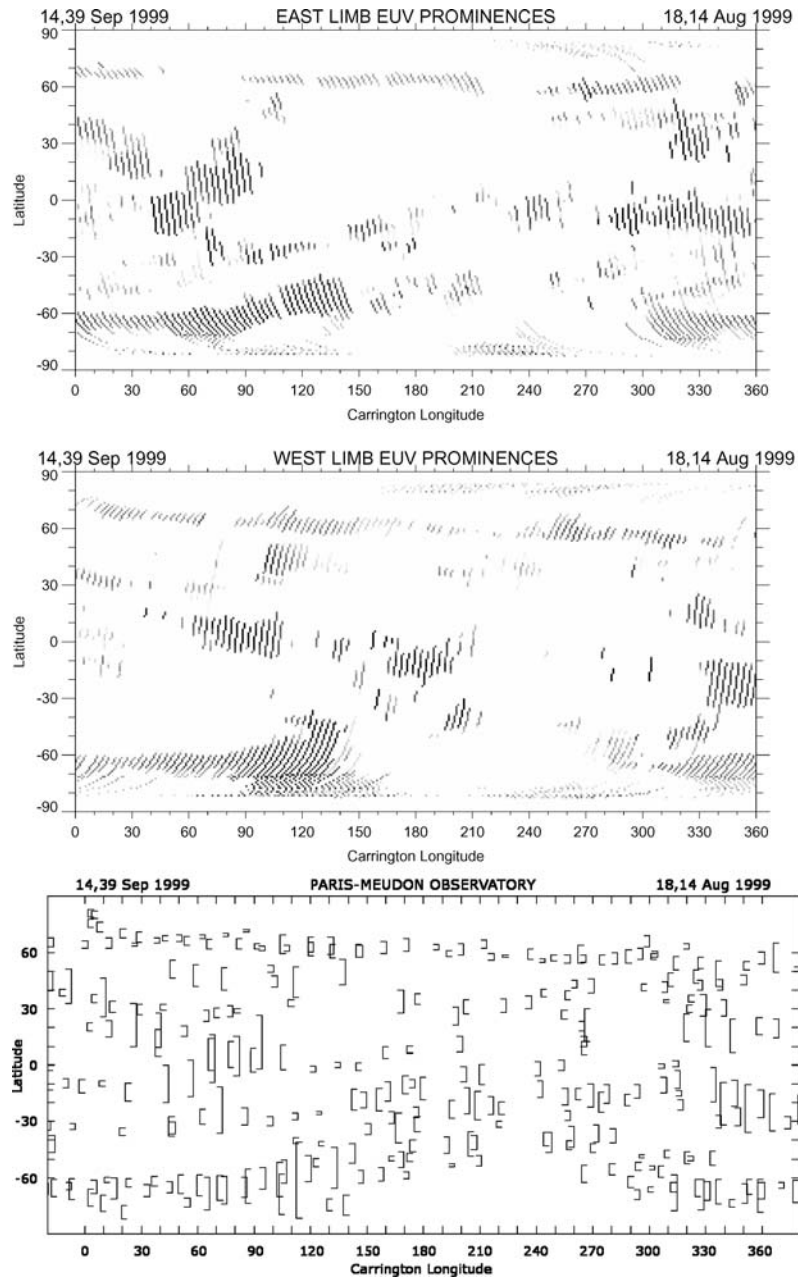 14,39 Sep 1999 EAST LIMB EUV PROMINENCES 18,14 Aug 1999
90
60
30
0
-30
-60
-90
Latitude
0 30 60 90 120 150 180 210 240 270 300 330 360
Carrington Longitude
14,39 Sep 1999 WEST LIMB EUV PROMINENCES 18,14 Aug 1999
90
60
30
0
-30
-60
-90
Latitude
0 30 60 90 120 150 180 210 240 270 300 330 360
Carrington Longitude
14,39 Sep 1999 PARIS-MEUDON OBSERVATORY 18,14 Aug 1999
60
30
0
-30
-60
Latitude
0 30 60 90 120 150 180 210 240 270 300 330 360
Carrington Longitude